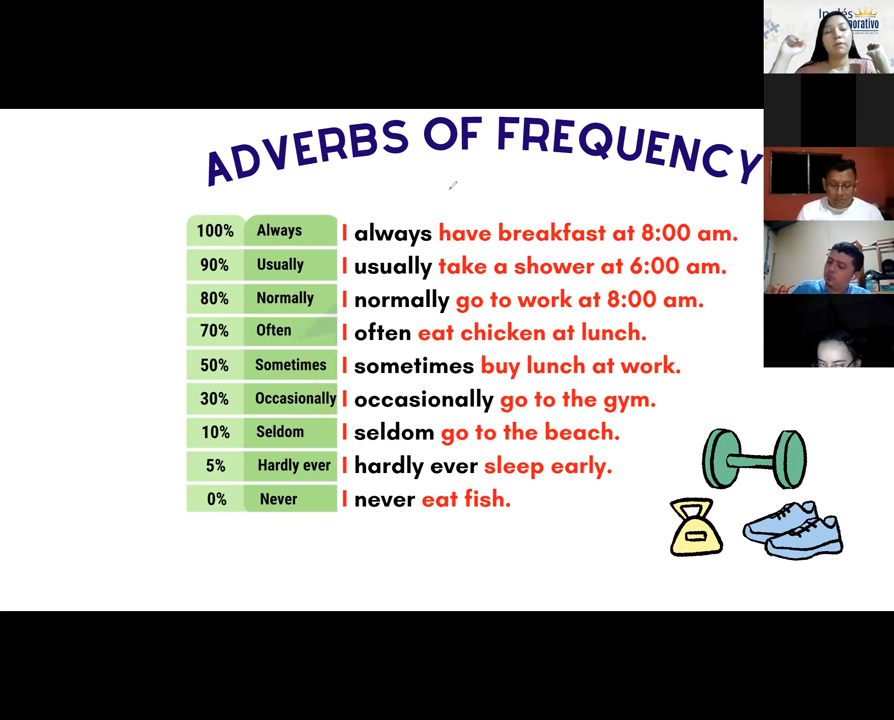 ADVERBS OF FREQUENCY
100% Always I always have breakfast at 8:00 am.
90% Usually I usually take a shower at 6:00 am.
80% Normally I normally go to work at 8:00 am.
70% Often I often eat chicken at lunch.
50% Sometimes I sometimes buy lunch at work.
30% Occasionally I occasionally go to the gym.
10% Seldom I seldom go to the beach.
5% Hardly ever I hardly ever sleep early.
0% Never I never eat fish.